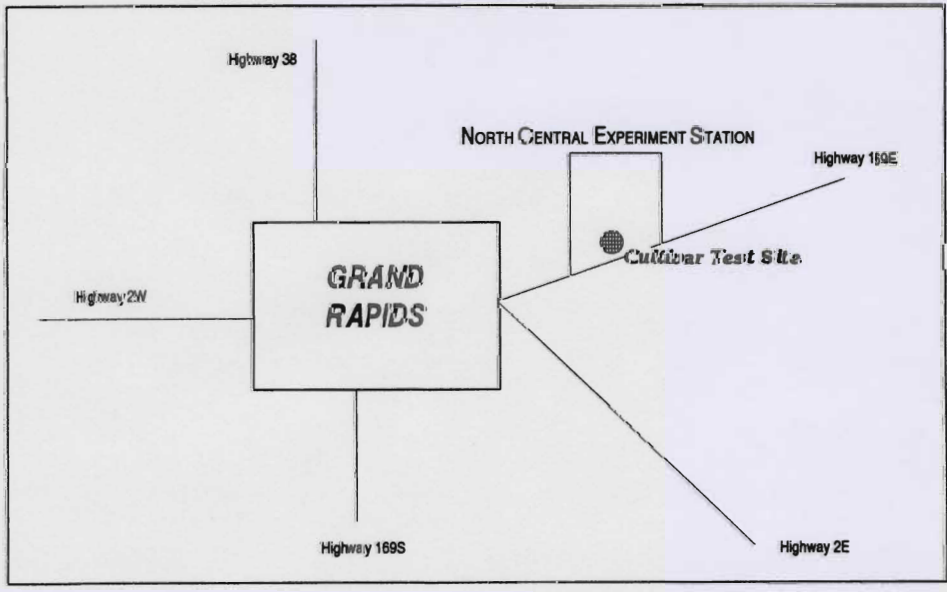 Highway 38
NORTH CENTRAL EXPERIMENT STATION
Highway 169E
Cultivar Test Site
GRAND
RAPIDS
Highway 2W
Highway 169S
Highway 2E